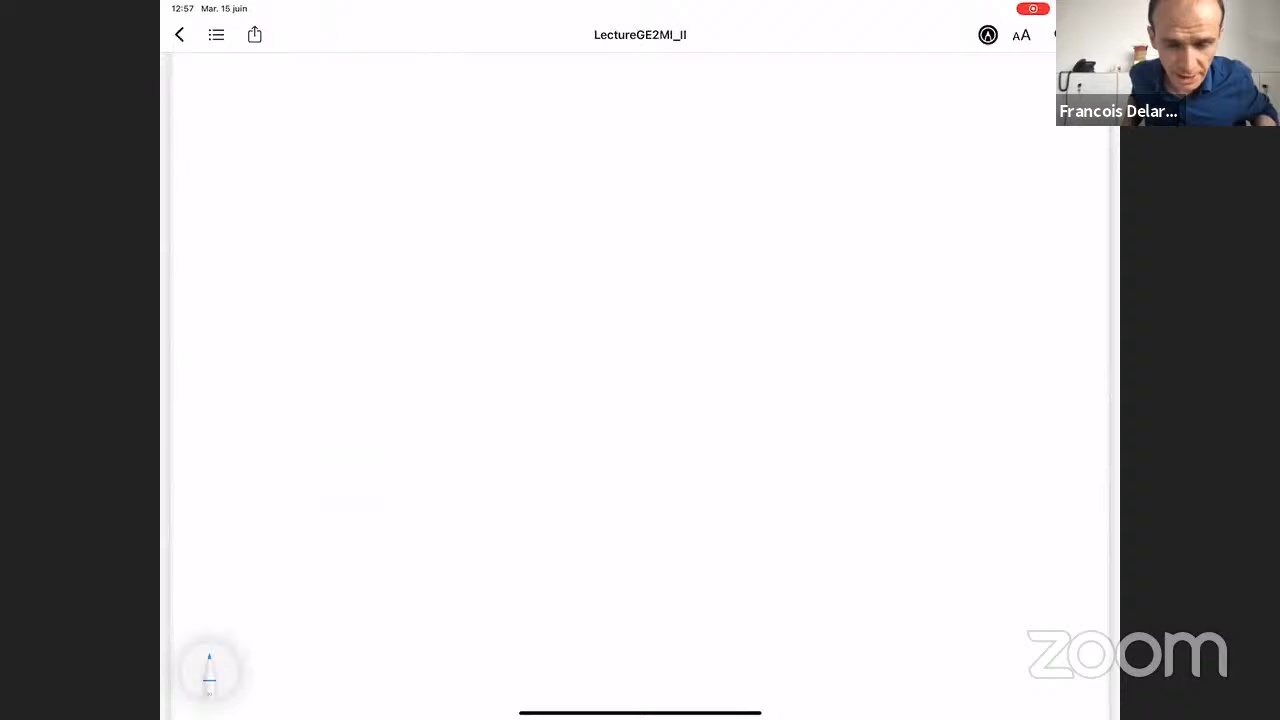 12:57 Mar. 15 juin
LectureGE2MI_II
AA
Francois Delar...
zoom